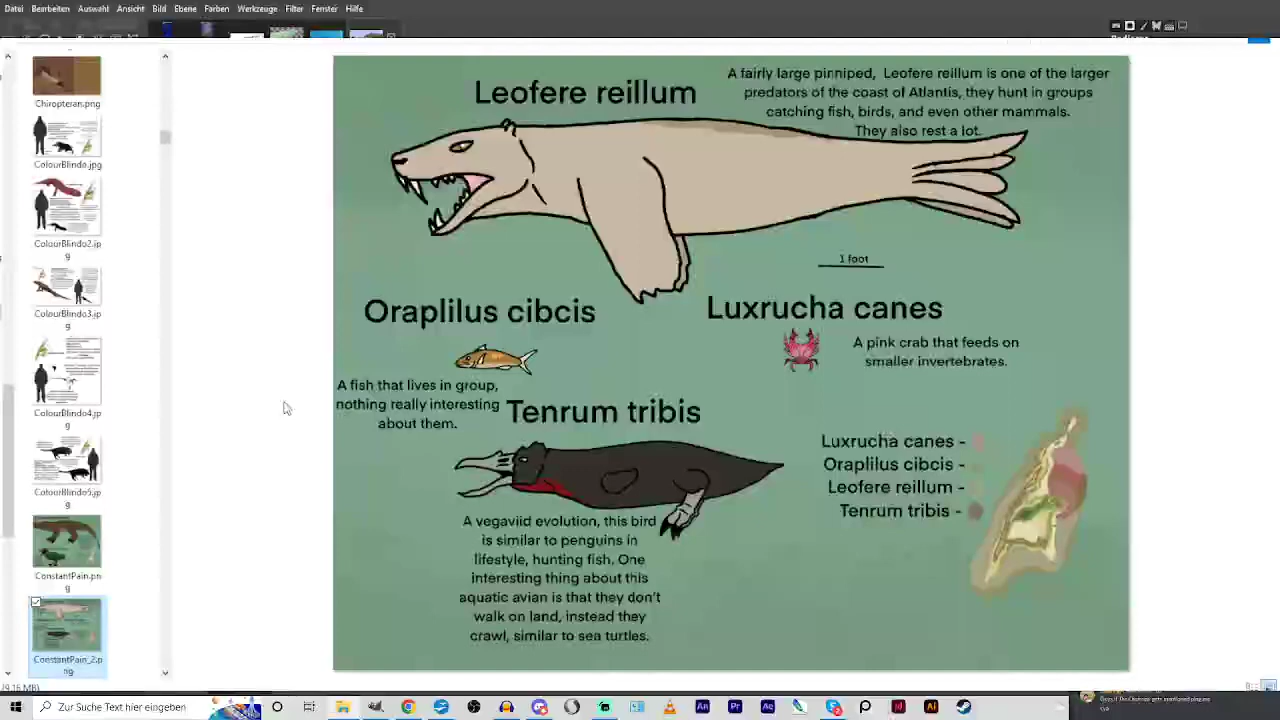 Datei Bearbeiten Auswahl Ansicht Bild Ebene Farben Werkzeuge Filter Fenster Hilfe
Chiropteran.png
ColourBlindo.jpg
ColourBlindo2.jp
g
ColourBlindo3.jp
g
ColourBlindo4.jp
g
ColourBlindo5.jp
g
ConstantPain.pn
g
ConstantPain_2.p
ng
Leofere reillum
A fairly large pinniped, Leofere reillum is one of the larger
predators of the coast of Atlantis, they hunt in groups
catching fish, birds, and even other mammals.
They also rest a lot.
1 foot
Oraplilus cibcis
A fish that lives in group,
nothing really interesting
about them.
Luxrucha canes
A pink crab that feeds on
smaller invertebrates.
Tenrum tribis
A vegaviid evolution, this bird
is similar to penguins in
lifestyle, hunting fish. One
interesting thing about this
aquatic avian is that they don't
walk on land, instead they
crawl, similar to sea turtles.
Luxrucha canes -
Oraplilus cibcis -
Leofere reillum -
Tenrum tribis -
Zur Suche Text hier eingeben
An Pr Ae Id Ai